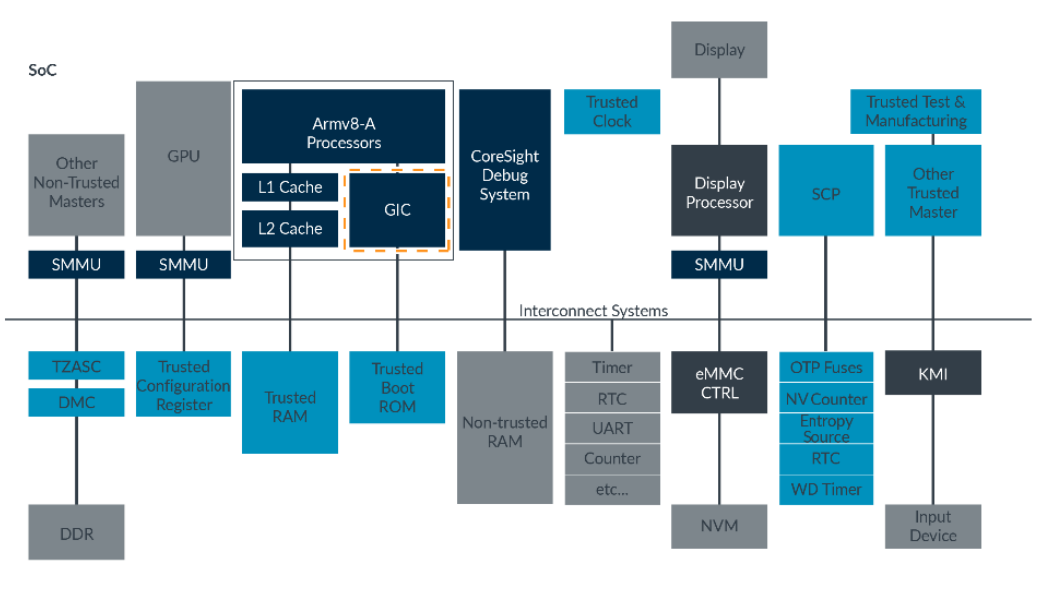 SoC
Display
Trusted
Clock
Trusted Test &
Manufacturing
Other
Non-Trusted
Masters
GPU
Armv8-A
Processors
L1 Cache
L2 Cache
GIC
CoreSight
Debug
System
Display
Processor
SCP
Other
Trusted
Master
SMMU
SMMU
SMMU
Interconnect Systems
TZASC
DMC
Trusted
Configuration
Register
Trusted
RAM
Trusted
Boot
ROM
Non-trusted
RAM
Timer
RTC
UART
Counter
etc...
eMMC
CTRL
OTP Fuses
NV Counter
Entropy
Source
RTC
WD Timer
KMI
DDR
NVM
Input
Device